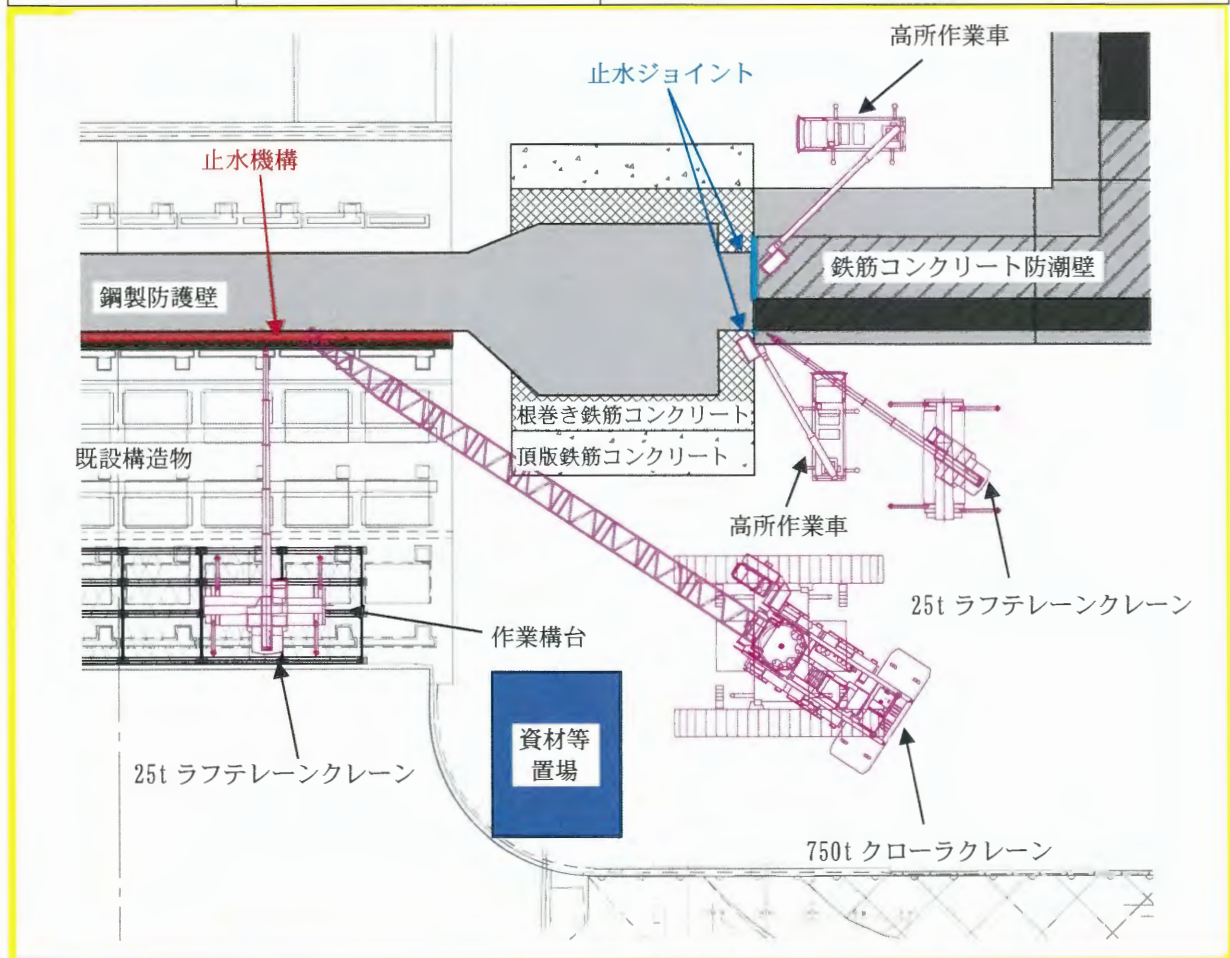 高所作業車
止水ジョイント
止水機構
鉄筋コンクリート防潮壁
鋼製防護壁
根巻き鉄筋コンクリート
頂版鉄筋コンクリート
既設構造物
高所作業車
25t ラフテレーンクレーン
作業構台
資材等
置場
25t ラフテレーンクレーン
750t クローラクレーン